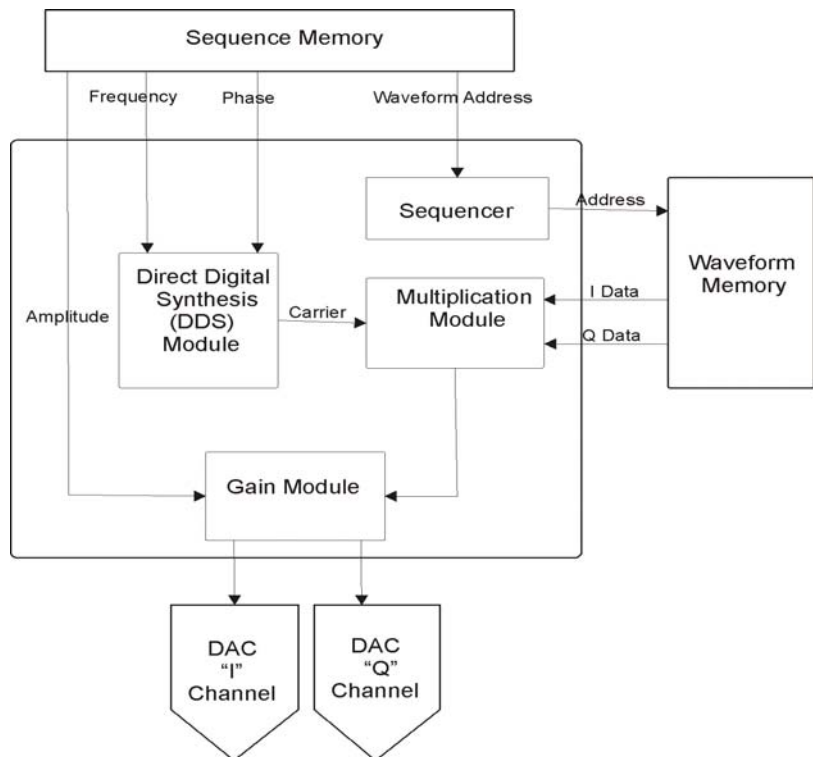 Sequence Memory
Frequency
Phase
Waveform Address
Sequencer
Address
Waveform
Memory
Direct Digital
Synthesis
(DDS)
Module
Carrier
Multiplication
Module
I Data
Q Data
Amplitude
Gain Module
DAC
“I”
Channel
DAC
“Q”
Channel